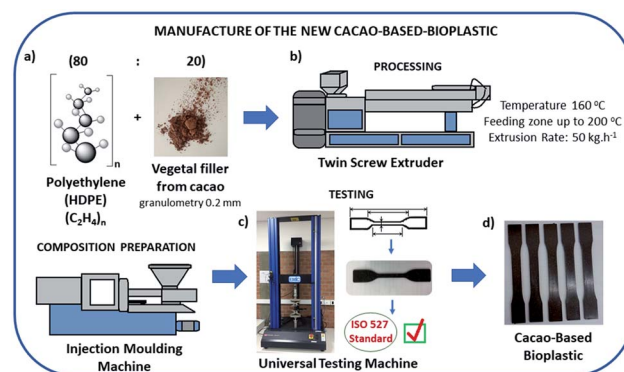 MANUFACTURE OF THE NEW CACAO-BASED-BIOPLASTIC
a)
(80 : 20)
n
+
Polyethylene
(HDPE)
(C₂H₄)ₙ
Vegetal filler
from cacao
granulometry 0.2 mm
b)
PROCESSING
Temperature 160 ºC
Feeding zone up to 200 ºC
Extrusion Rate: 50 kg.h⁻¹
Twin Screw Extruder
COMPOSITION PREPARATION
Injection Moulding
Machine
TESTING
c)
ISO 527
Standard
Universal Testing Machine
d)
Cacao-Based
Bioplastic